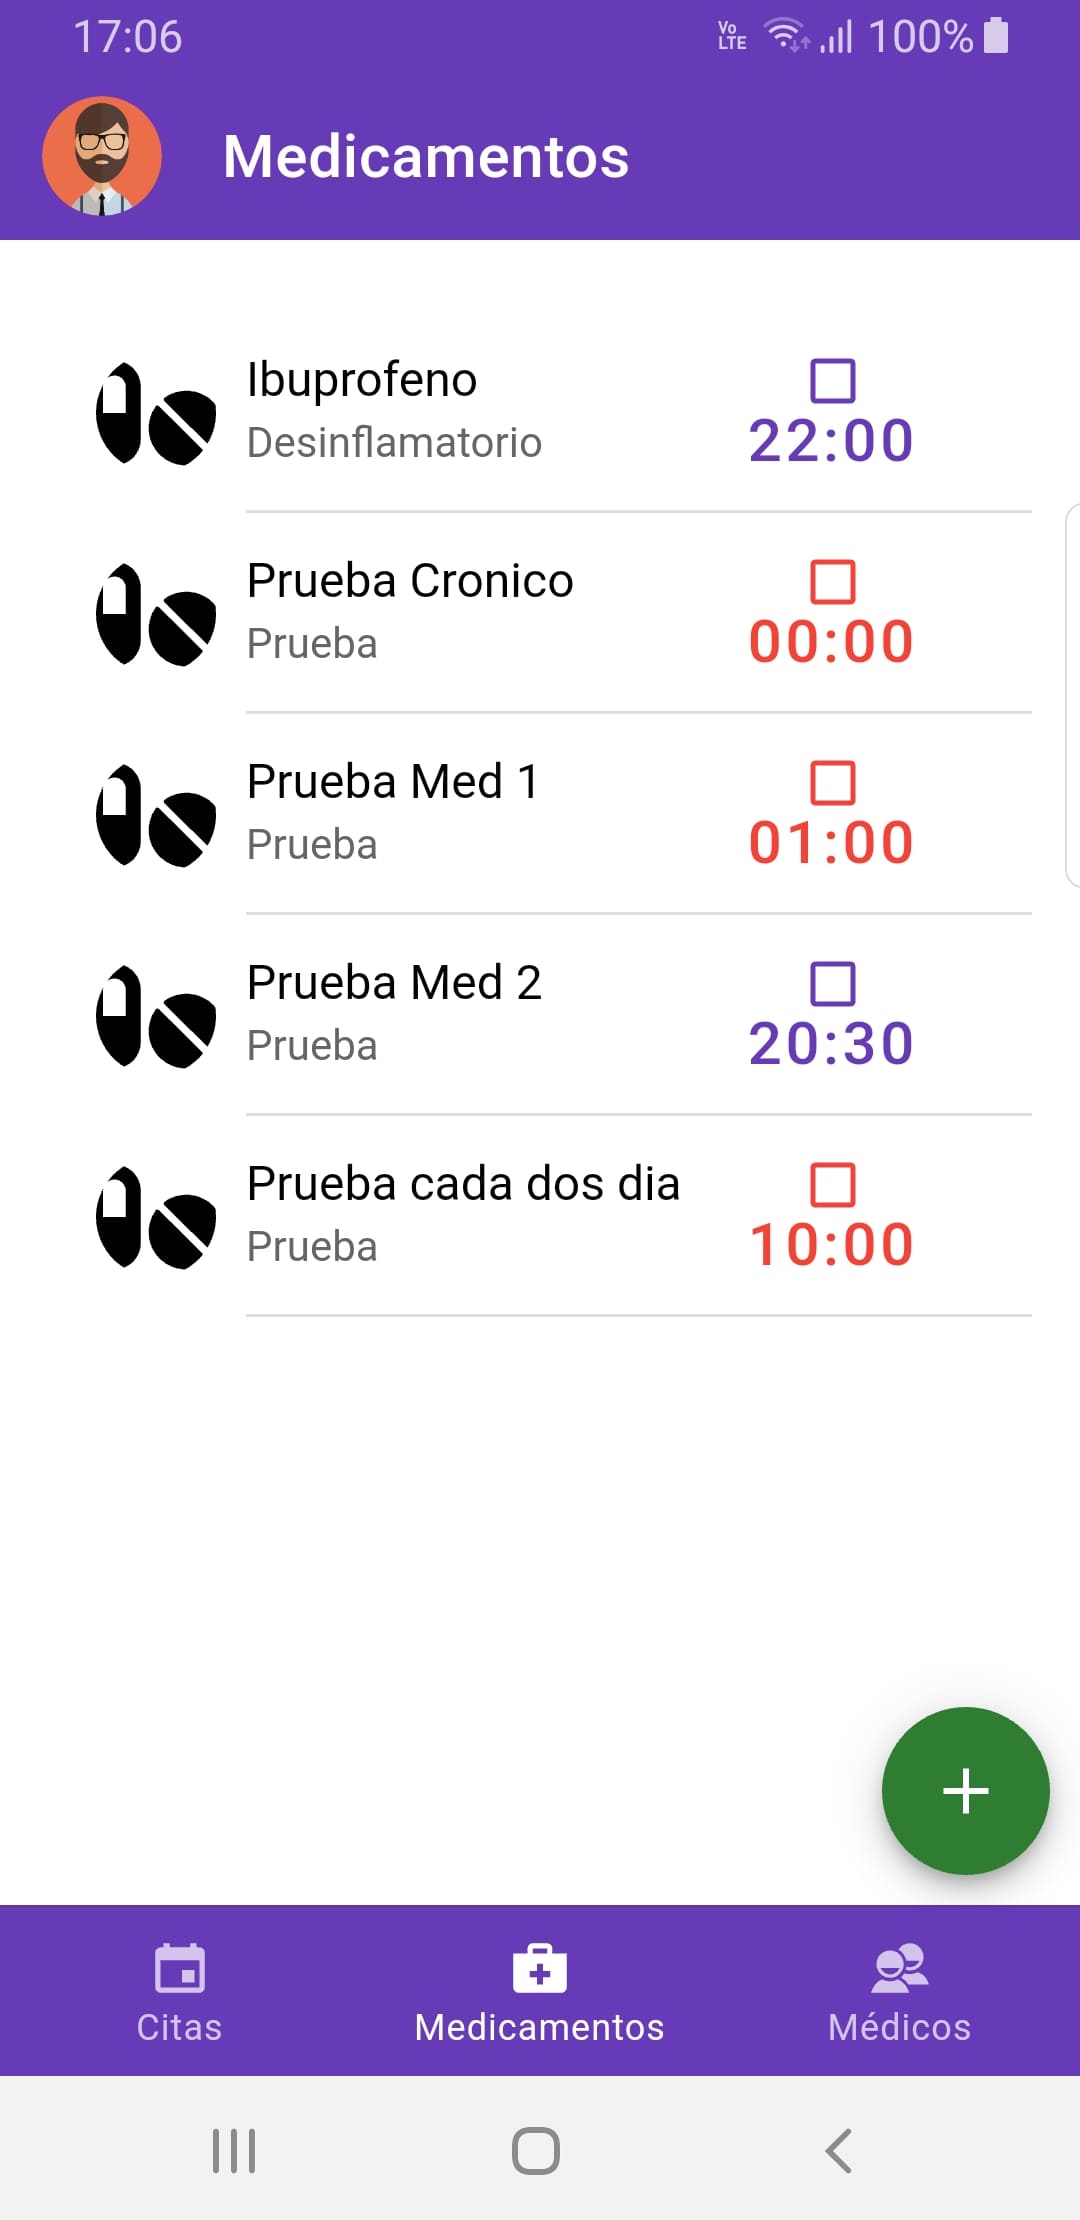 17:06
Vo LTE 100%
Medicamentos
Ibuprofeno
Desinflamatorio
22:00
Prueba Cronico
Prueba
00:00
Prueba Med 1
Prueba
01:00
Prueba Med 2
Prueba
20:30
Prueba cada dos dia
Prueba
10:00
Citas
Medicamentos
Médicos